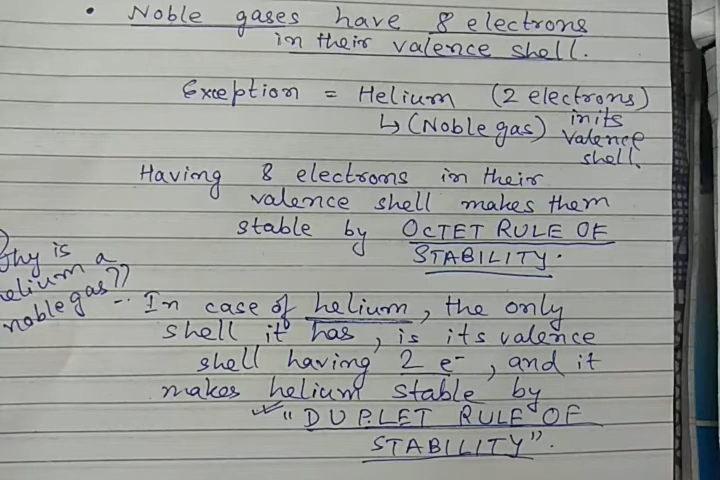 • Noble gases have 8 electrons
in their valence shell.
Exception = Helium (2 electrons)
↳ (Noble gas) in its
valence
shell.
Having 8 electrons in their
valence shell makes them
stable by OCTET RULE OF
STABILITY.
Why is
helium a
noble gas??
In case of helium, the only
shell it has, is its valence
shell having 2 e-, and it
makes helium stable by
"DUPLET RULE OF
STABILITY".